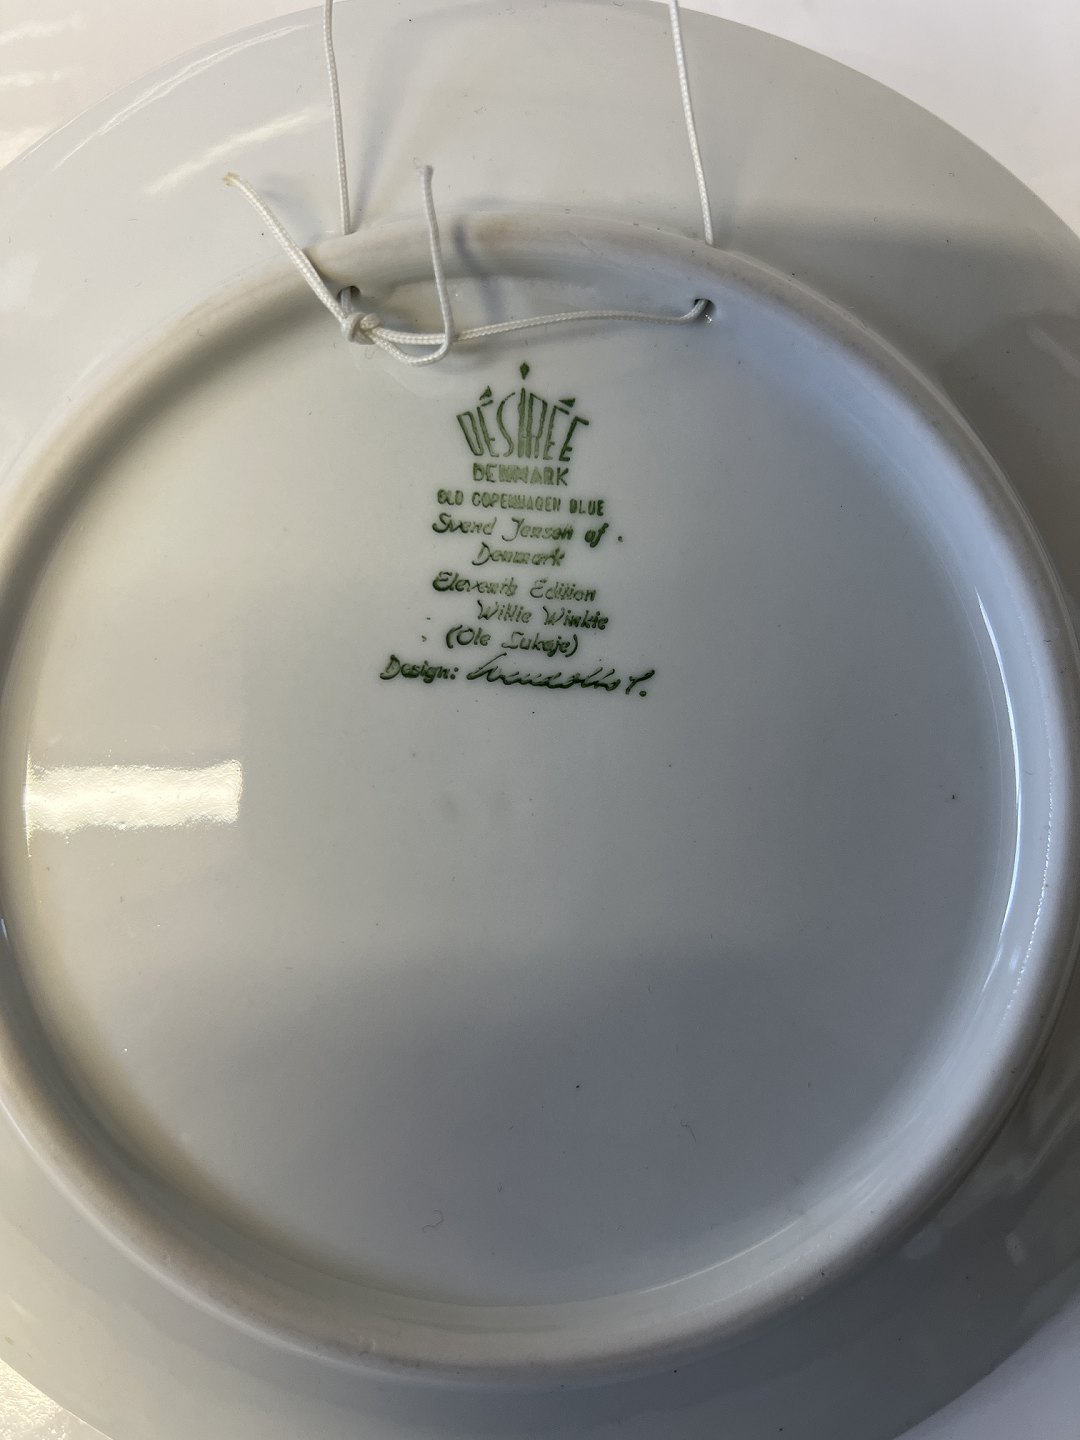 DÉSIRÉE
DENMARK
OLD COPENHAGEN BLUE
Svend Jensen of
Denmark
Eleventh Edition
Willie Winkie
(Ole Lukøje)
Design: